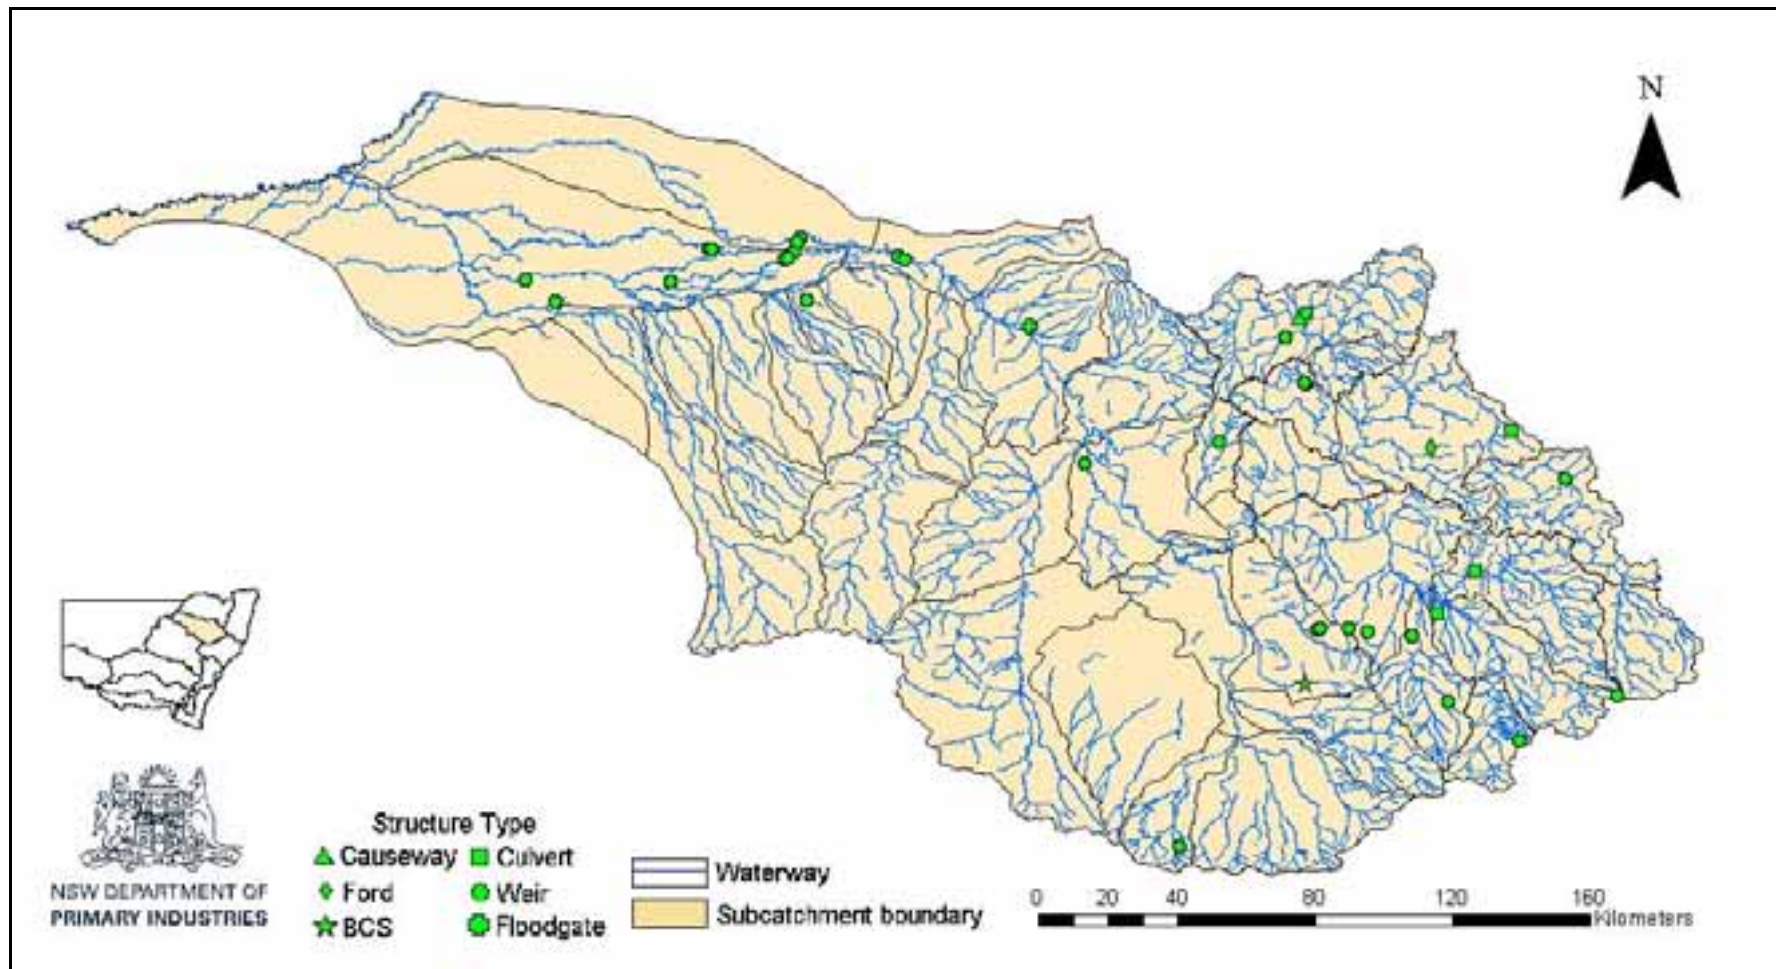 N
NSW DEPARTMENT OF
PRIMARY INDUSTRIES
Structure Type
Causeway
Culvert
Ford
Weir
BCS
Floodgate
Waterway
Subcatchment boundary
0 20 40 80 120 160
Kilometers